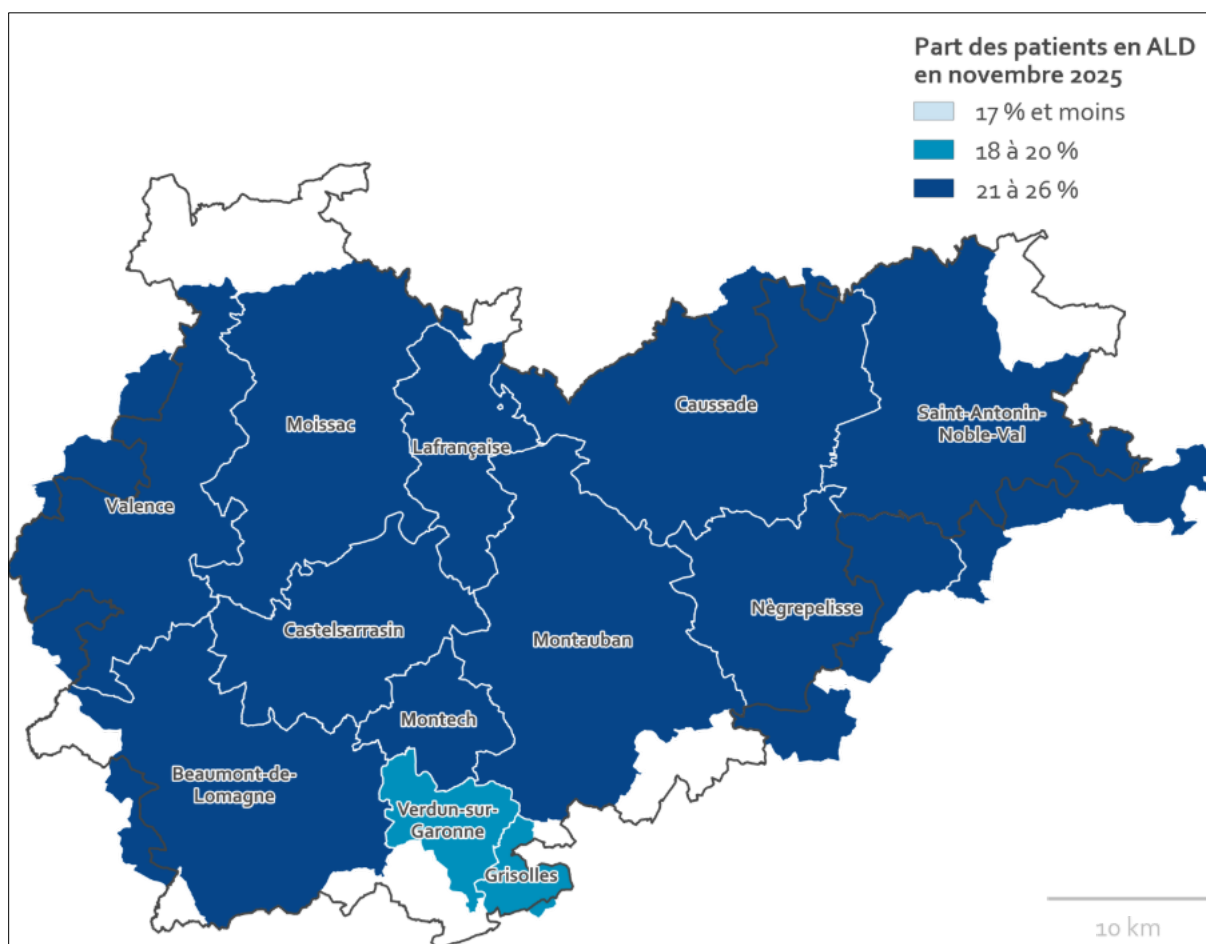 Part des patients en ALD
en novembre 2025
17 % et moins
18 à 20 %
21 à 26 %
Moissac
Lafrançaise
Caussade
Saint-Antonin-
Noble-Val
Valence
Castelsarrasin
Montauban
Nègrepelisse
Montech
Beaumont-de-
Lomagne
Verdun-sur-
Garonne
Grisolles
10 km